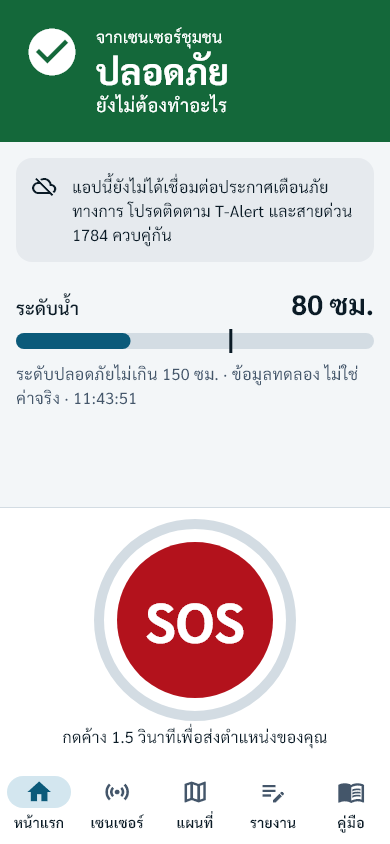 จากเซนเซอร์ชุมชน
ปลอดภัย
ยังไม่ต้องทำอะไร
แอปนี้ยังไม่ได้เชื่อมต่อประกาศเตือนภัย
ทางการ โปรดติดตาม T-Alert และสายด่วน
1784 ควบคู่กัน
ระดับน้ำ 80 ซม.
ระดับปลอดภัยไม่เกิน 150 ซม. · ข้อมูลทดลอง ไม่ใช่
ค่าจริง · 11:43:51
SOS
กดค้าง 1.5 วินาทีเพื่อส่งตำแหน่งของคุณ
หน้าแรก เซนเซอร์ แผนที่ รายงาน คู่มือ